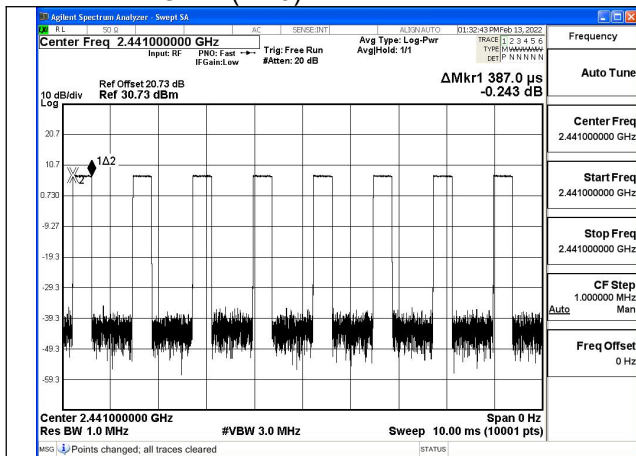 Agilent Spectrum Analyzer - Swept SA
RL 50 Ω AC SENSE:INT ALIGN AUTO 01:32:43 PM Feb 13, 2022
Center Freq 2.441000000 GHz
Input: RF PNO: Fast IFGain:Low
Trig: Free Run
#Atten: 20 dB
Avg Type: Log-Pwr
Avg|Hold: 1/1
TRACE 1 2 3 4 5 6
TYPE M WWWWW
DET P N N N N N
Frequency
Ref Offset 20.73 dB
10 dB/div Ref 30.73 dBm
Log
ΔMkr1 387.0 µs
-0.243 dB
Auto Tune
20.7
10.7
0.730
-9.27
-19.3
-29.3
-39.3
-49.3
-59.3
1Δ2
2
Center Freq
2.441000000 GHz
Start Freq
2.441000000 GHz
Stop Freq
2.441000000 GHz
CF Step
1.000000 MHz
Auto Man
Freq Offset
0 Hz
Center 2.441000000 GHz Span 0 Hz
Res BW 1.0 MHz #VBW 3.0 MHz Sweep 10.00 ms (10001 pts)
MSG Points changed; all traces cleared STATUS